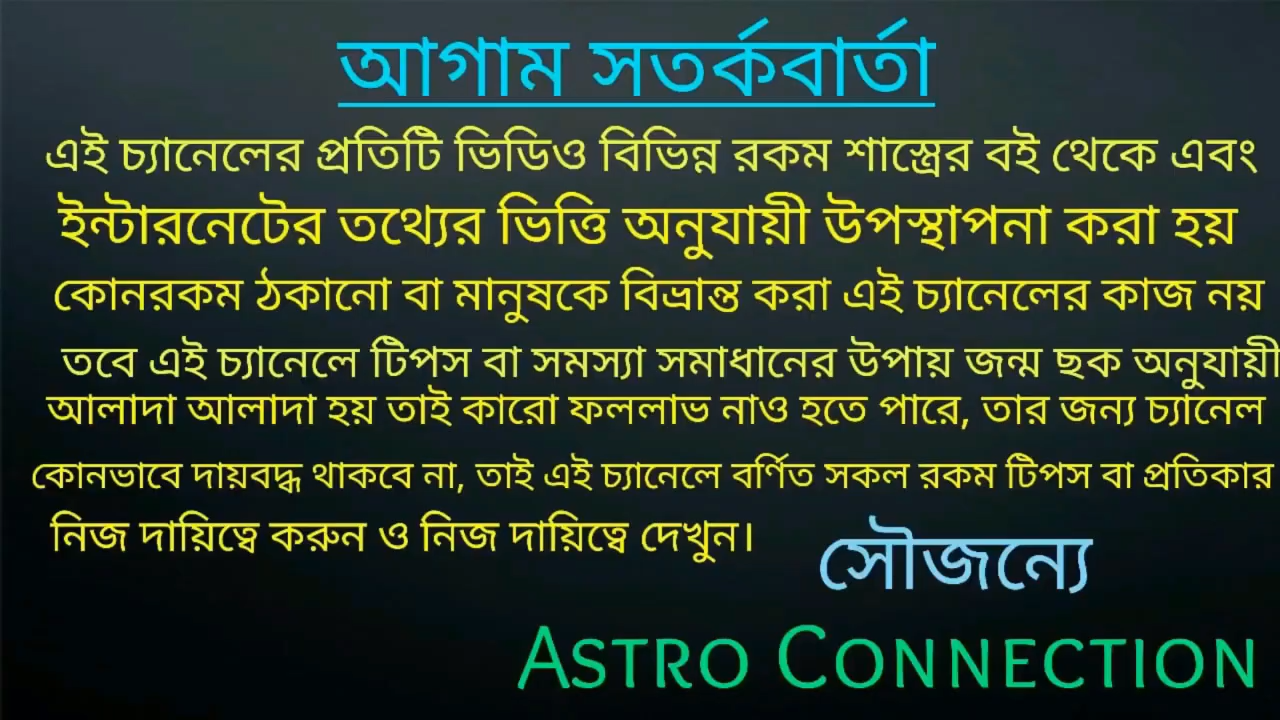 আগাম সতর্কবার্তা
এই চ্যানেলের প্রতিটি ভিডিও বিভিন্ন রকম শাস্ত্রের বই থেকে এবং
ইন্টারনেটের তথ্যের ভিত্তি অনুযায়ী উপস্থাপনা করা হয়
কোনরকম ঠকানো বা মানুষকে বিভ্রান্ত করা এই চ্যানেলের কাজ নয়
তবে এই চ্যানেলে টিপস বা সমস্যা সমাধানের উপায় জন্ম ছক অনুযায়ী
আলাদা আলাদা হয় তাই কারো ফললাভ নাও হতে পারে, তার জন্য চ্যানেল
কোনভাবে দায়বদ্ধ থাকবে না, তাই এই চ্যানেলে বর্ণিত সকল রকম টিপস বা প্রতিকার
নিজ দায়িত্বে করুন ও নিজ দায়িত্বে দেখুন।
সৌজন্যে
ASTRO CONNECTION